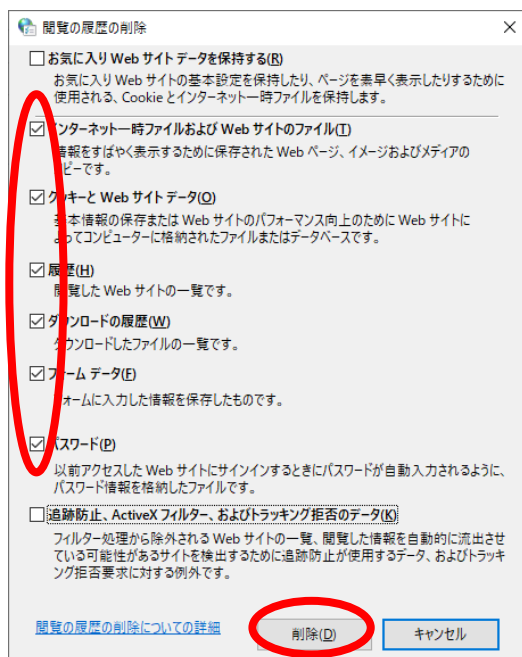 閲覧の履歴の削除
お気に入り Web サイト データを保持する(R)
お気に入り Web サイトの基本設定を保持したり、ページを素早く表示したりするために
使用される、Cookie とインターネット一時ファイルを保持します。
インターネット一時ファイルおよび Web サイトのファイル(T)
情報をすばやく表示するために保存された Web ページ、イメージおよびメディアの
コピーです。
クッキーと Web サイト データ(O)
基本情報の保存または Web サイトのパフォーマンス向上のために Web サイトに
よってコンピューターに格納されたファイルまたはデータベースです。
履歴(H)
閲覧した Web サイトの一覧です。
ダウンロードの履歴(W)
ダウンロードしたファイルの一覧です。
フォーム データ(F)
フォームに入力した情報を保存したものです。
パスワード(P)
以前アクセスした Web サイトにサインインするときにパスワードが自動入力されるように、
パスワード情報を格納したファイルです。
追跡防止、ActiveX フィルター、およびトラッキング拒否のデータ(K)
フィルター処理から除外される Web サイトの一覧、閲覧した情報を自動的に流出させ
ている可能性があるサイトを検出するために追跡防止が使用するデータ、およびトラッキ
ング拒否要求に対する例外です。
閲覧の履歴の削除についての詳細
削除(D)
キャンセル